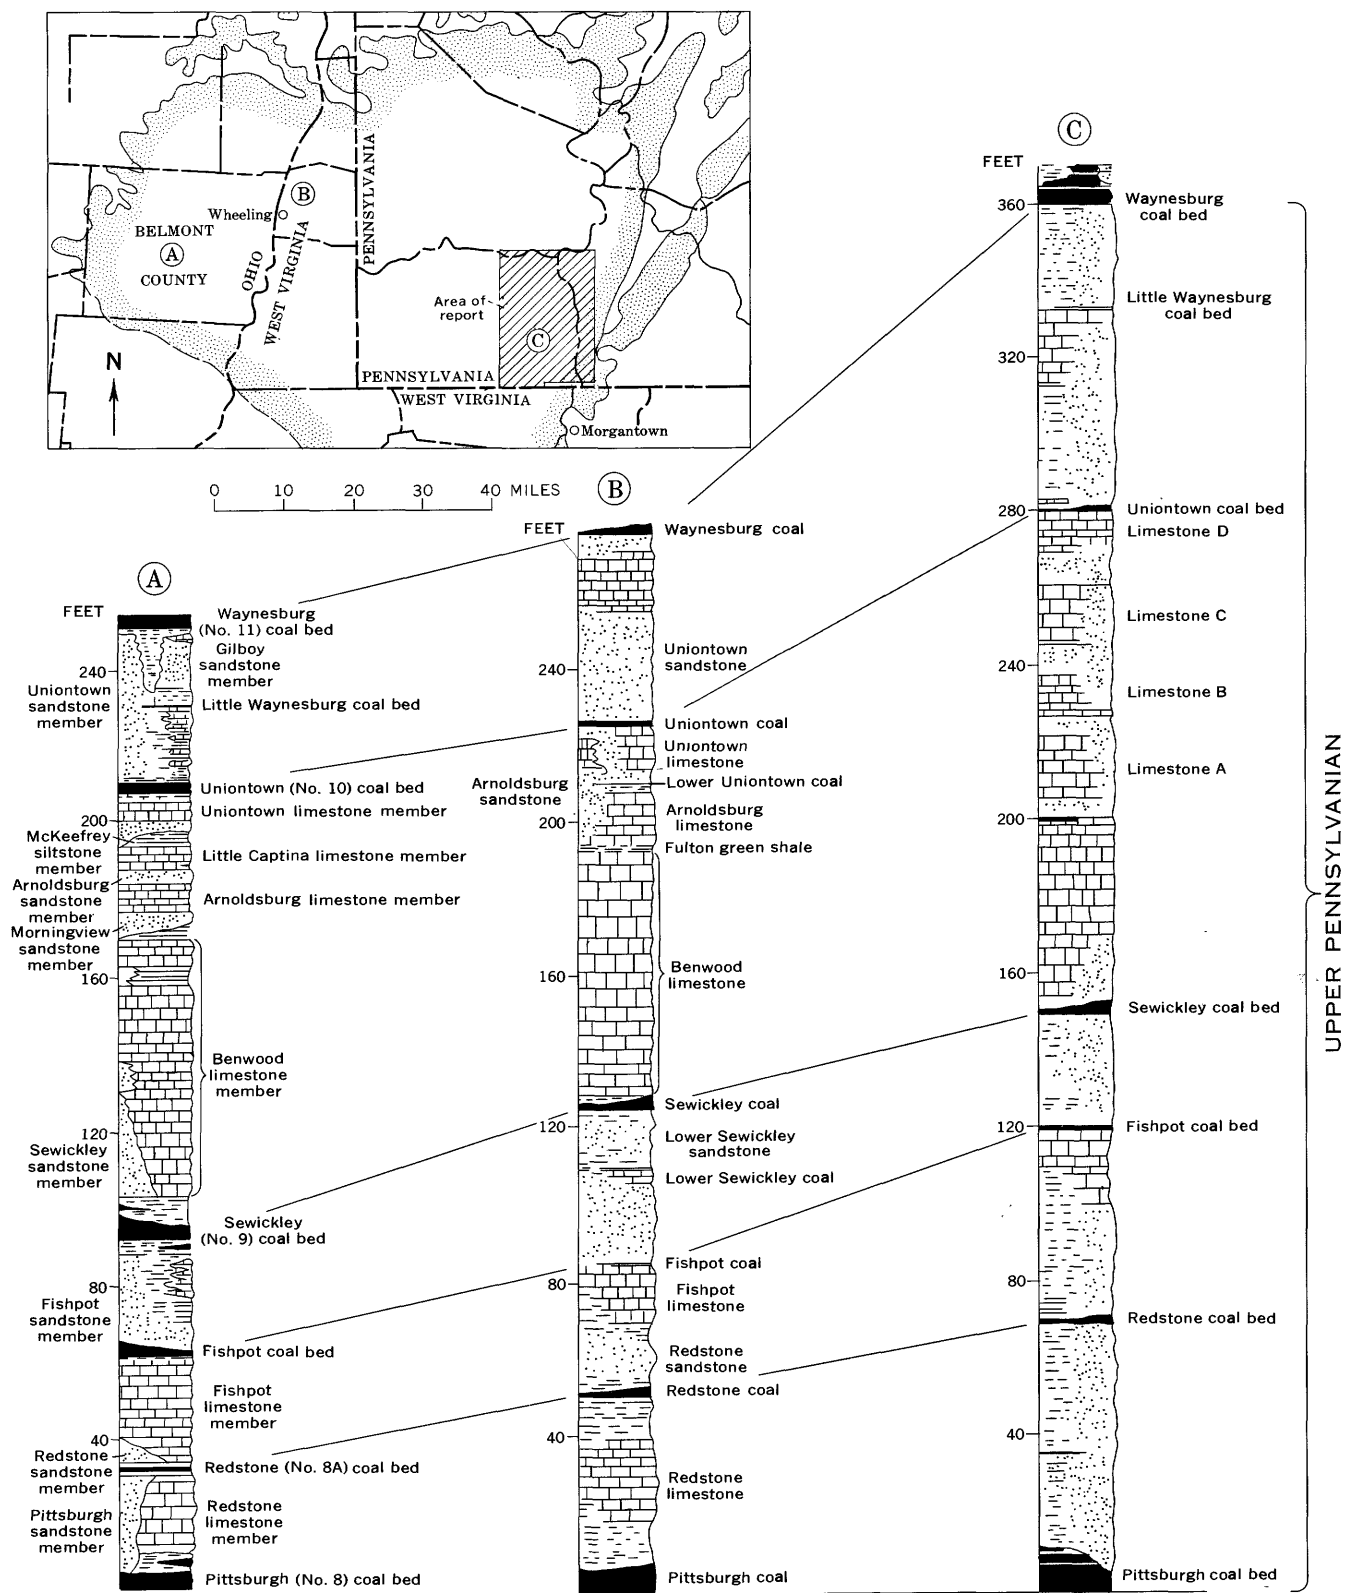 PENNSYLVANIA
B
Wheeling
BELMONT
A
COUNTY
OHIO
WEST VIRGINIA
Area of
report
C
N
PENNSYLVANIA
WEST VIRGINIA
Morgantown
0 10 20 30 40 MILES
A
FEET
240
200
160
120
80
40
Waynesburg
(No. 11) coal bed
Gilboy
sandstone
member
Uniontown
sandstone
member
Little Waynesburg coal bed
Uniontown (No. 10) coal bed
Uniontown limestone member
McKeefrey
siltstone
member
Little Captina limestone member
Arnoldsburg
sandstone
member
Arnoldsburg limestone member
Morningview
sandstone
member
Benwood
limestone
member
Sewickley
sandstone
member
Sewickley
(No. 9) coal bed
Fishpot
sandstone
member
Fishpot coal bed
Fishpot
limestone
member
Redstone
sandstone
member
Redstone (No. 8A) coal bed
Pittsburgh
sandstone
member
Redstone
limestone
member
Pittsburgh (No. 8) coal bed
B
FEET
240
200
160
120
80
40
Waynesburg coal
Uniontown
sandstone
Uniontown coal
Uniontown
limestone
Lower Uniontown coal
Arnoldsburg
sandstone
Arnoldsburg
limestone
Fulton green shale
Benwood
limestone
Sewickley coal
Lower Sewickley
sandstone
Lower Sewickley coal
Fishpot coal
Fishpot
limestone
Redstone
sandstone
Redstone coal
Redstone
limestone
Pittsburgh coal
C
FEET
360
320
280
240
200
160
120
80
40
Waynesburg
coal bed
Little Waynesburg
coal bed
Uniontown coal bed
Limestone D
Limestone C
Limestone B
Limestone A
Sewickley coal bed
Fishpot coal bed
Redstone coal bed
Pittsburgh coal bed
UPPER PENNSYLVANIAN